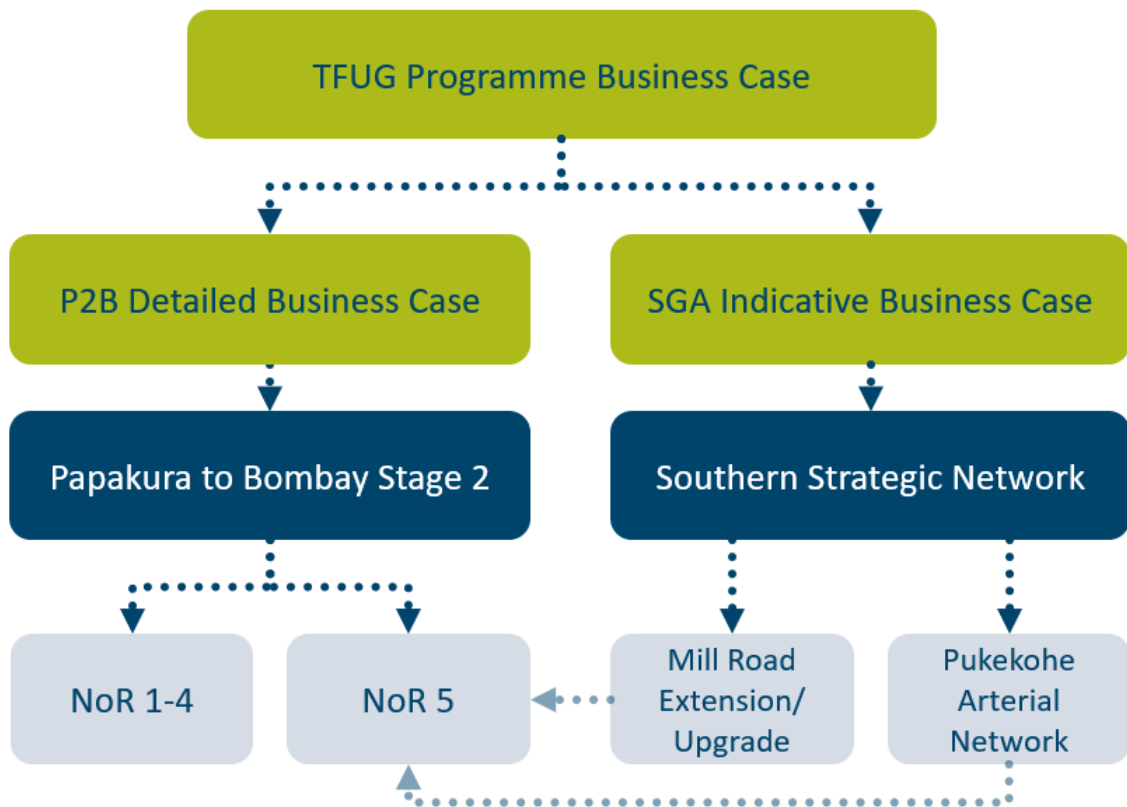 TFUG Programme Business Case
P2B Detailed Business Case
SGA Indicative Business Case
Papakura to Bombay Stage 2
Southern Strategic Network
NoR 1-4
NoR 5
Mill Road
Extension/
Upgrade
Pukekohe
Arterial
Network